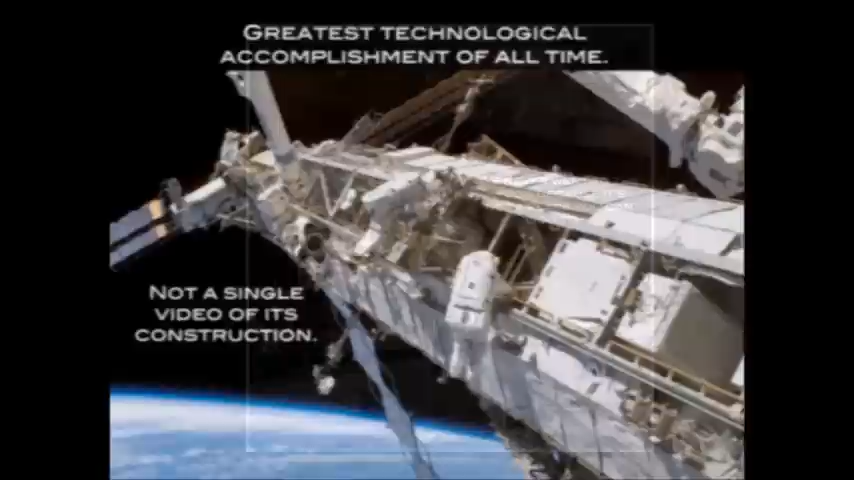 Greatest technological
accomplishment of all time.
Not a single
video of its
construction.